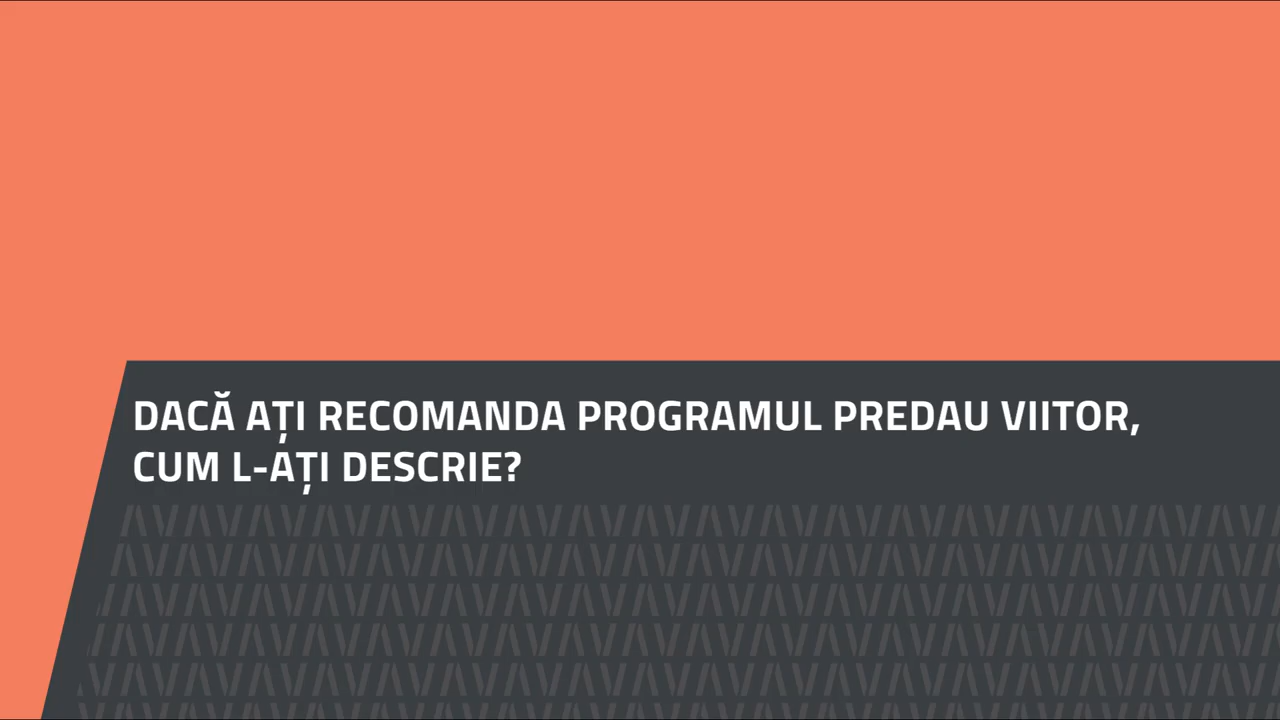 DACĂ AȚI RECOMANDA PROGRAMUL PREDAU VIITOR,
CUM L-AȚI DESCRIE?